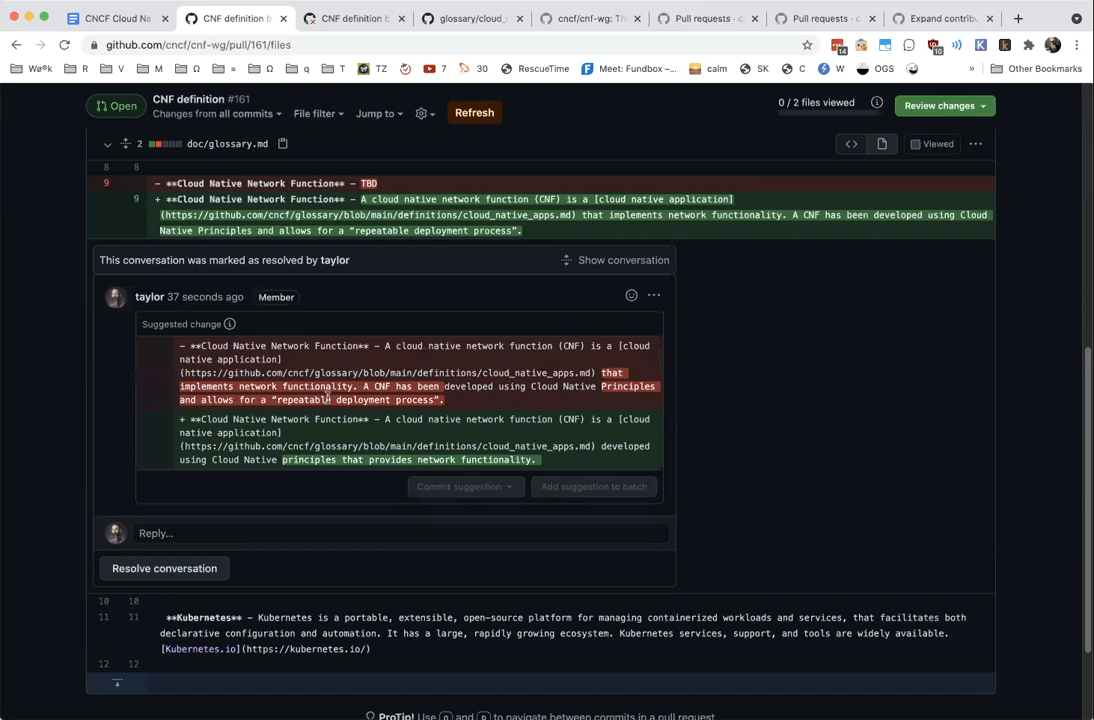 CNCF Cloud Na
CNF definition b
CNF definition b
glossary/cloud_
cncf/cnf-wg: Th
Pull requests · c
Pull requests · c
Expand contribu
github.com/cncf/cnf-wg/pull/161/files
14
10
Wø®k
R
V
M
Ω
≈
Ω
q
T
TZ
7
30
RescueTime
Meet: Fundbox –...
calm
SK
C
W
OGS
»
Other Bookmarks
Open
CNF definition #161
Changes from all commits
File filter
Jump to
Refresh
0 / 2 files viewed
Review changes
2
doc/glossary.md
Viewed
8 8
9 - **Cloud Native Network Function** – TBD
9 + **Cloud Native Network Function** – A cloud native network function (CNF) is a [cloud native application]
(https://github.com/cncf/glossary/blob/main/definitions/cloud_native_apps.md) that implements network functionality. A CNF has been developed using Cloud
Native Principles and allows for a “repeatable deployment process”.
This conversation was marked as resolved by taylor
Show conversation
taylor 37 seconds ago Member
Suggested change
- **Cloud Native Network Function** – A cloud native network function (CNF) is a [cloud
native application]
(https://github.com/cncf/glossary/blob/main/definitions/cloud_native_apps.md) that
implements network functionality. A CNF has been developed using Cloud Native Principles
and allows for a “repeatable deployment process”.
+ **Cloud Native Network Function** – A cloud native network function (CNF) is a [cloud
native application]
(https://github.com/cncf/glossary/blob/main/definitions/cloud_native_apps.md) developed
using Cloud Native principles that provides network functionality.
Commit suggestion
Add suggestion to batch
Reply...
Resolve conversation
10 10
11 11 **Kubernetes** – Kubernetes is a portable, extensible, open-source platform for managing containerized workloads and services, that facilitates both
declarative configuration and automation. It has a large, rapidly growing ecosystem. Kubernetes services, support, and tools are widely available.
[Kubernetes.io](https://kubernetes.io/)
12 12
ProTip! Use n and p to navigate between commits in a pull request.